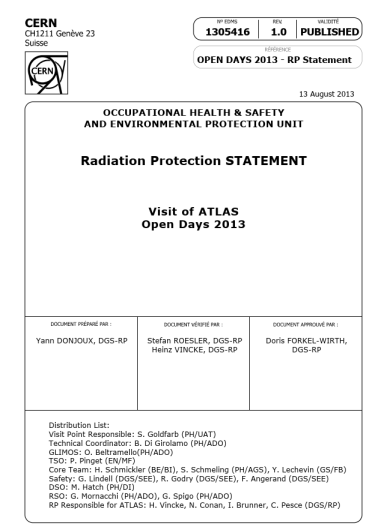 CERN
CH1211 Genève 23
Suisse
N° EDMS
REV.
VALIDITÉ
1305416
1.0
PUBLISHED
RÉFÉRENCE
OPEN DAYS 2013 - RP Statement
CERN
13 August 2013
OCCUPATIONAL HEALTH & SAFETY
AND ENVIRONMENTAL PROTECTION UNIT
Radiation Protection STATEMENT
Visit of ATLAS
Open Days 2013
DOCUMENT PRÉPARÉ PAR :
Yann DONJOUX, DGS-RP
DOCUMENT VÉRIFIÉ PAR :
Stefan ROESLER, DGS-RP
Heinz VINCKE, DGS-RP
DOCUMENT APPROUVÉ PAR :
Doris FORKEL-WIRTH,
DGS-RP
Distribution List:
Visit Point Responsible: S. Goldfarb (PH/UAT)
Technical Coordinator: B. Di Girolamo (PH/ADO)
GLIMOS: O. Beltramello(PH/ADO)
TSO: P. Pinget (EN/MF)
Core Team: H. Schmickler (BE/BI), S. Schmeling (PH/AGS), Y. Lechevin (GS/FB)
Safety: G. Lindell (DGS/SEE), R. Godry (DGS/SEE), F. Angerand (DGS/SEE)
DSO: M. Hatch (PH/DI)
RSO: G. Mornacchi (PH/ADO), G. Spigo (PH/ADO)
RP Responsible for ATLAS: H. Vincke, N. Conan, I. Brunner, C. Pesce (DGS/RP)